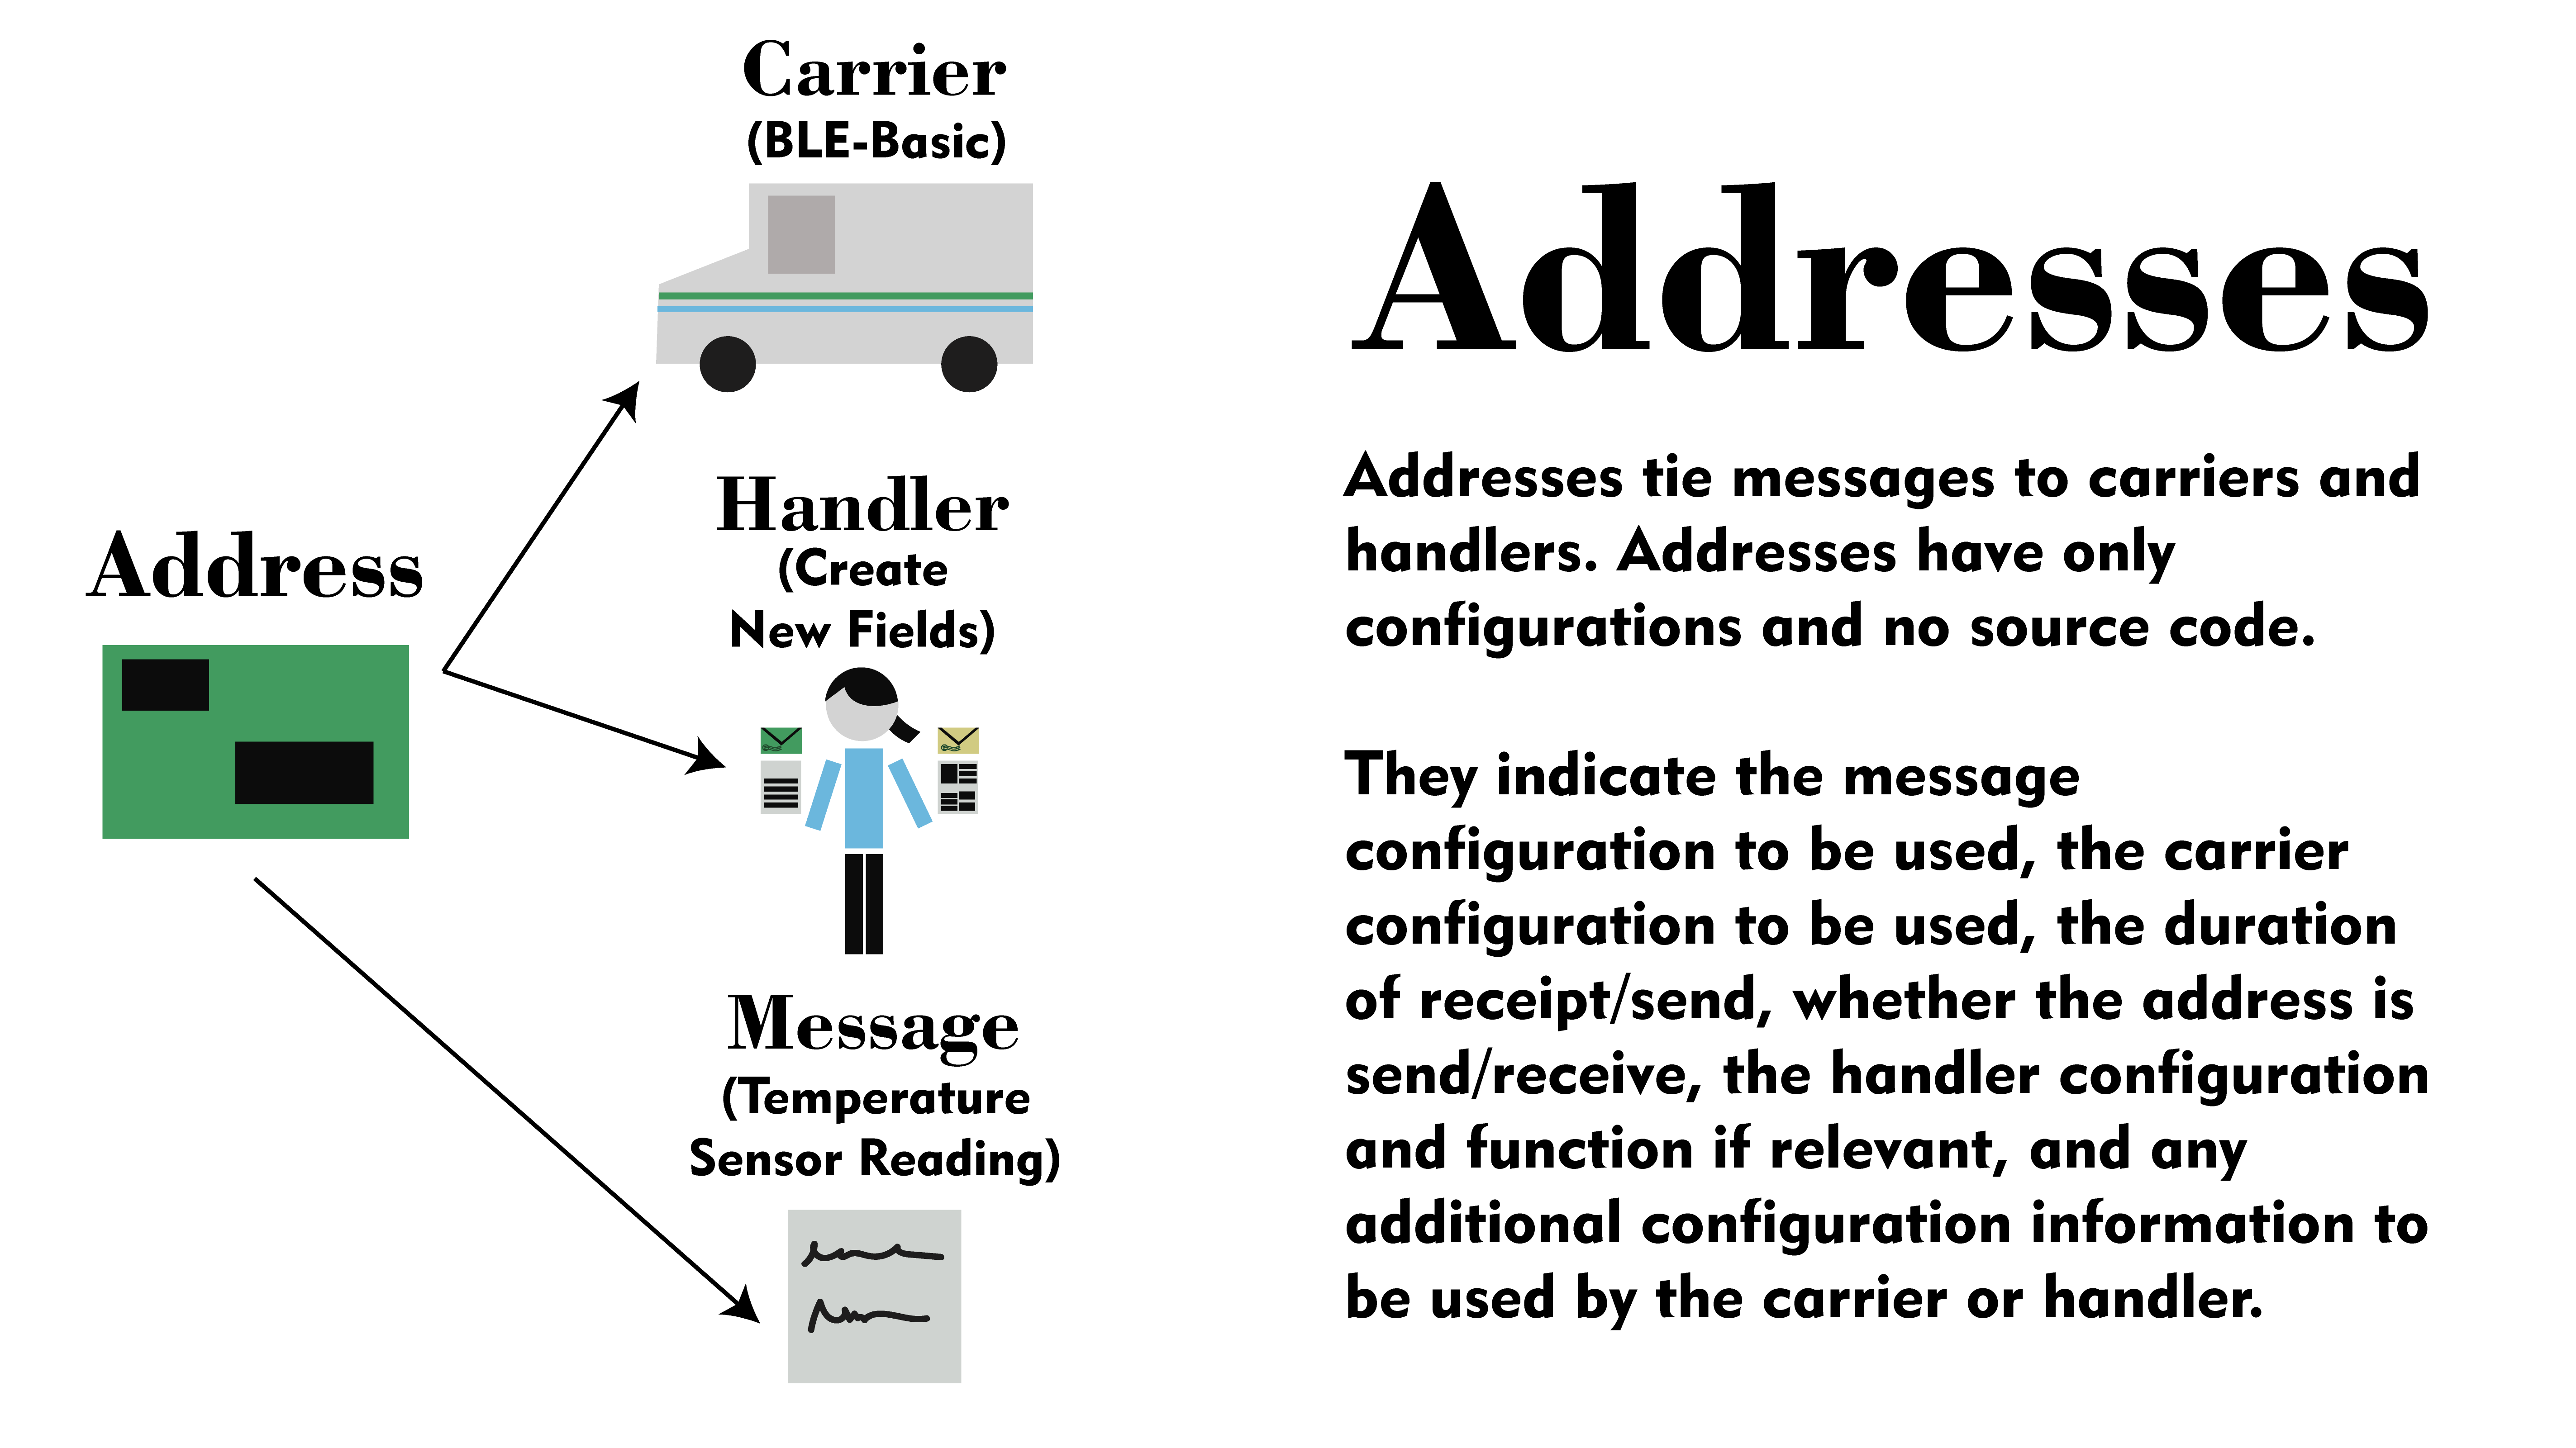 Carrier
(BLE-Basic)
Handler
(Create
New Fields)
Address
Message
(Temperature
Sensor Reading)
Addresses
Addresses tie messages to carriers and
handlers. Addresses have only
configurations and no source code.
They indicate the message
configuration to be used, the carrier
configuration to be used, the duration
of receipt/send, whether the address is
send/receive, the handler configuration
and function if relevant, and any
additional configuration information to
be used by the carrier or handler.